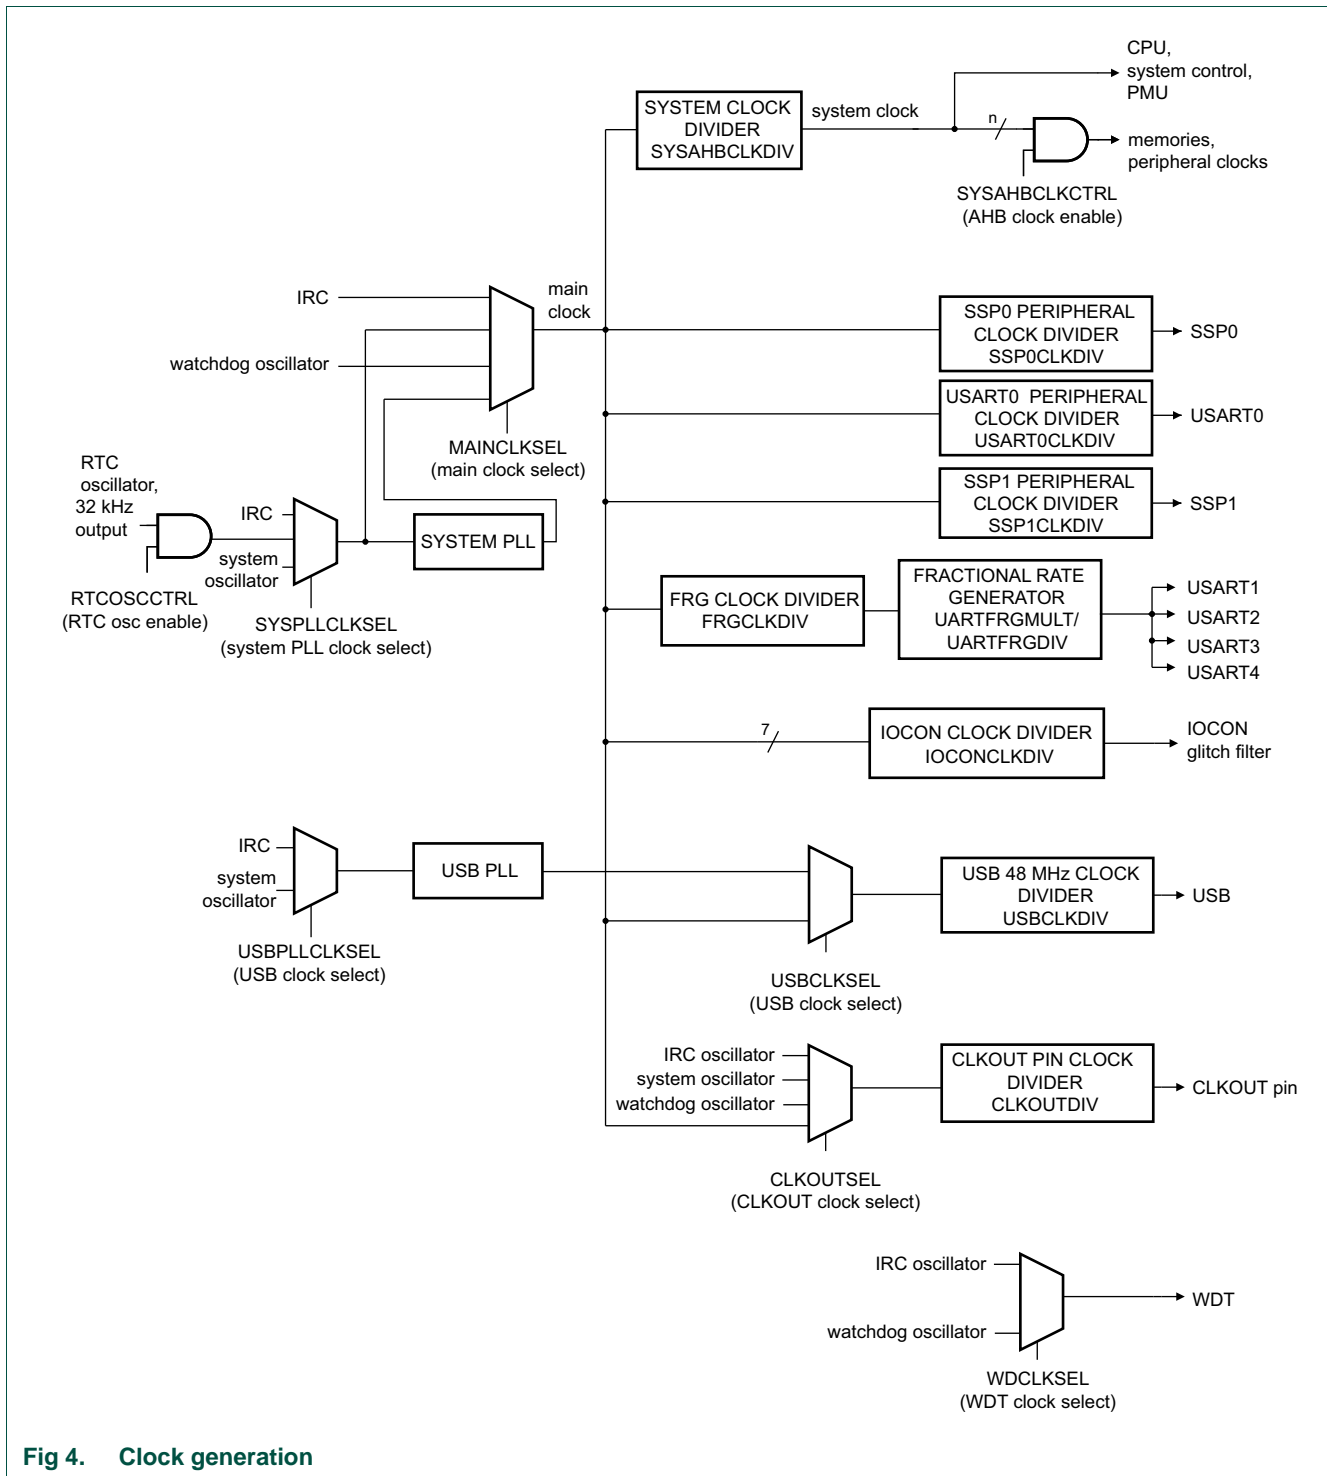 CPU,
system control,
PMU
SYSTEM CLOCK
DIVIDER
SYSAHBCLKDIV
system clock
n
memories,
peripheral clocks
SYSAHBCLKCTRL
(AHB clock enable)
IRC
main
clock
watchdog oscillator
MAINCLKSEL
(main clock select)
SSP0 PERIPHERAL
CLOCK DIVIDER
SSP0CLKDIV
SSP0
USART0 PERIPHERAL
CLOCK DIVIDER
USART0CLKDIV
USART0
SSP1 PERIPHERAL
CLOCK DIVIDER
SSP1CLKDIV
SSP1
RTC
oscillator,
32 kHz
output
RTCOSCCTRL
(RTC osc enable)
IRC
system
oscillator
SYSPLLCLKSEL
(system PLL clock select)
SYSTEM PLL
FRG CLOCK DIVIDER
FRGCLKDIV
FRACTIONAL RATE
GENERATOR
UARTFRGMULT/
UARTFRGDIV
USART1
USART2
USART3
USART4
7
IOCON CLOCK DIVIDER
IOCONCLKDIV
IOCON
glitch filter
IRC
system
oscillator
USBPLLCLKSEL
(USB clock select)
USB PLL
USBCLKSEL
(USB clock select)
USB 48 MHz CLOCK
DIVIDER
USBCLKDIV
USB
IRC oscillator
system oscillator
watchdog oscillator
CLKOUTSEL
(CLKOUT clock select)
CLKOUT PIN CLOCK
DIVIDER
CLKOUTDIV
CLKOUT pin
IRC oscillator
watchdog oscillator
WDCLKSEL
(WDT clock select)
WDT
Fig 4. Clock generation